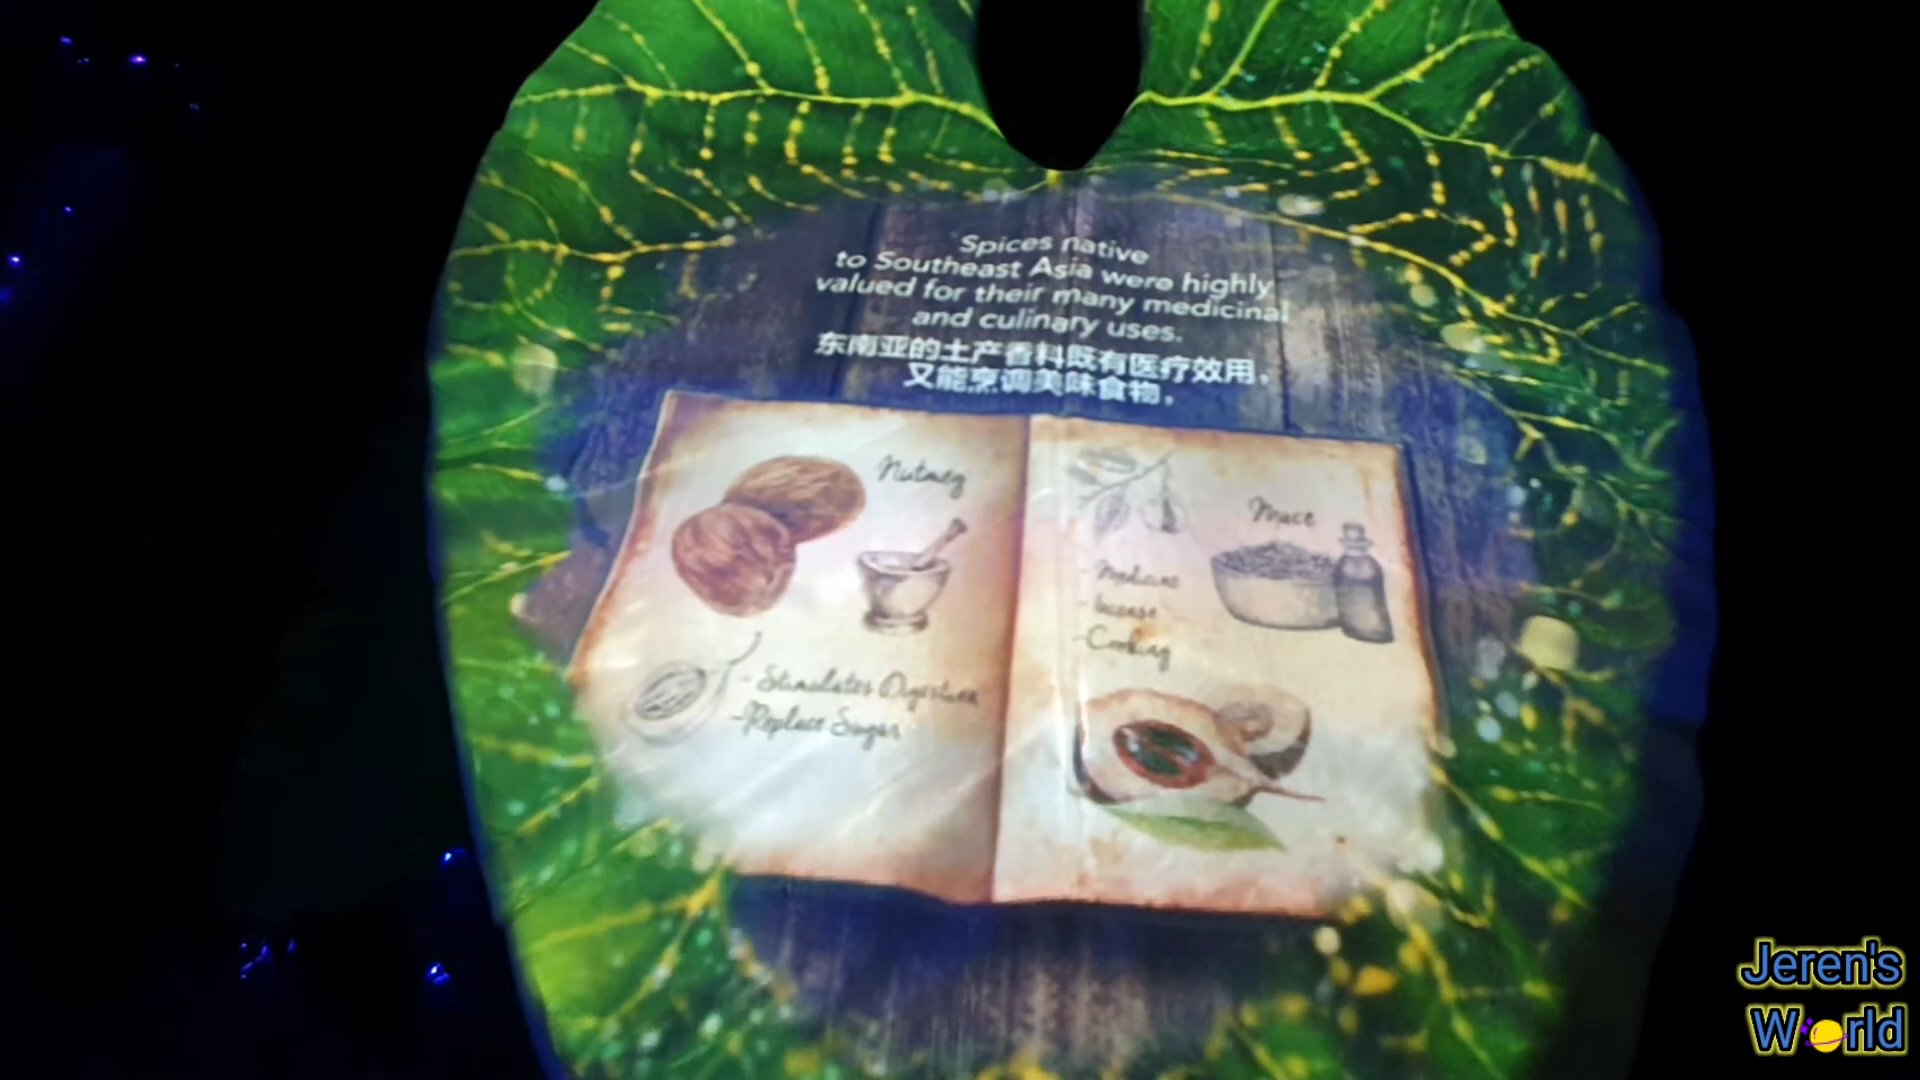 Spices native
to Southeast Asia were highly
valued for their many medicinal
and culinary uses.
东南亚的土产香料既有医疗效用，
又能烹调美味食物。
Nutmeg
- Stimulates Digestion
- Replace Sugar
Mace
- Medicine
- Incense
- Cooking
Jeren's
World